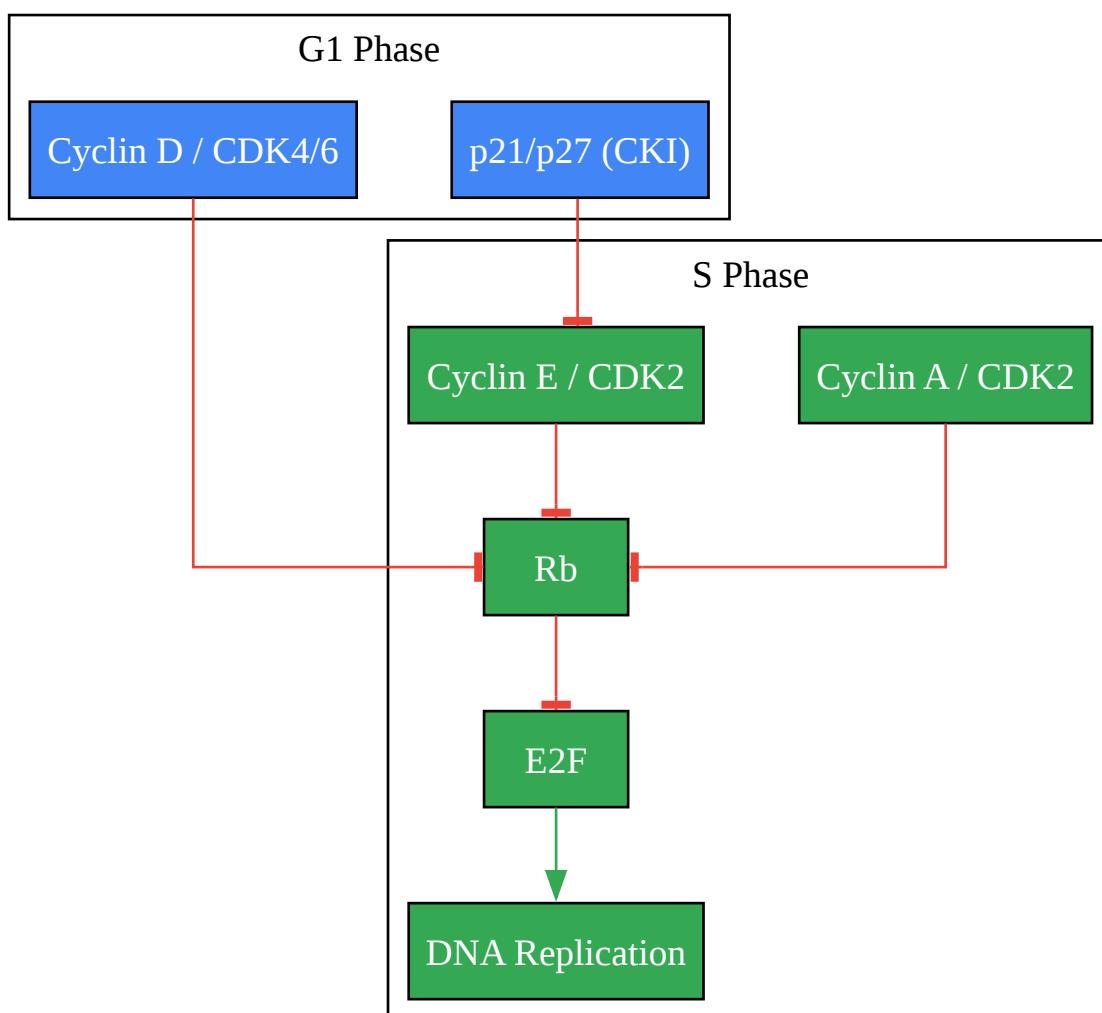 G1 Phase
Cyclin D / CDK4/6
p21/p27 (CKI)
S Phase
Cyclin E / CDK2
Cyclin A / CDK2
Rb
E2F
DNA Replication